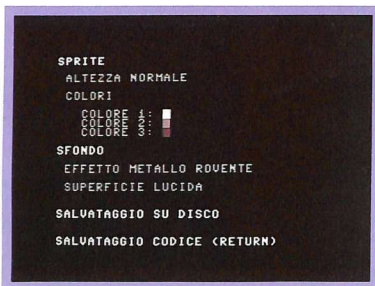 SPRITE
ALTEZZA NORMALE
COLORI
COLORE 1:
COLORE 2:
COLORE 3:
SFONDO
EFFETTO METALLO ROVENTE
SUPERFICIE LUCIDA
SALVATAGGIO SU DISCO
SALVATAGGIO CODICE (RETURN)